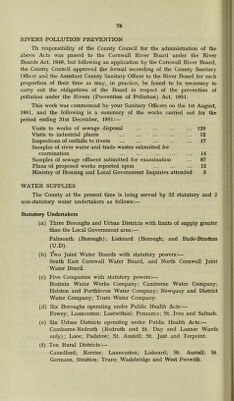 76
RIVERS POLLUTION PREVENTION
Th responsibility of the County Council for the administration of the
above Acts was passed to the Cornwall River Board under the River
Boards Act, 1948, but following an application by the Cornwall River Board,
the County Council approved the formal seconding of the County Sanitary
Officer and the Assistant County Sanitary Officer to the River Board for such
proportion of their time as may, in practice, be found to be necessary to
carry out the obligations of the Board in respect of the prevention of
pollution under the Rivers (Prevention of Pollution) Act, 1951.
This work was commenced by your Sanitary Officers on the 1st August,
1951, and the following is a summary of the works carried out for the
period ending 31st December, 1951:—
Visits to works of sewage disposal ... ... ... 128
Visits to industrial plants ... ... ... 12
Inspections of outfalls to rivers ... ... ... 17
Samples of river water and trade wastes submitted for
examination ... ... ... 14
Samples of sewage effluent submitted for examination ... 87
Plans of proposed works reported upon ... ... 12
Ministry of Housing and Local Government Inquiries attended 3
WATER SUPPLIES
The County at the present time is being served by 32 statutory and 2
non-statutory water undertakers as follows:—
Statutory Undertakers
(a) Three Boroughs and Urban Districts with limits of supply greater
than the Local Government area:—
Falmouth (Borough); Liskeard (Borough); and Bude-Stratton
(U.D).
(b) Two Joint Water Boards with statutory powers:—
South East Cornwall Water Board, and North Cornwall Joint
Water Board.
(c) Five Companies with statutory powers:—
Bodmin Water Works Company; Camborne Water Company;
Helston and Porthleven Water Company; Newquay and District
Water Company; Truro Water Company.
(d) Six Boroughs operating under Public Health Acts:—
Fowey; Launceston; Lostwithiel; Penzance; St. Ives and Saltash.
(e) Six Urban Districts operating under Public Health Acts:—
Camborne-Redruth (Redruth and St. Day and Lanner Wards
only); Looe; Padstow; St. Austell; St. Just and Torpoint.
(f) Ten Rural Districts:—
Camelford; Kerrier; Launceston; Liskeard; St. Austell; St.
Germans, Stratton; Truro; Wadebridge and West Penwith.